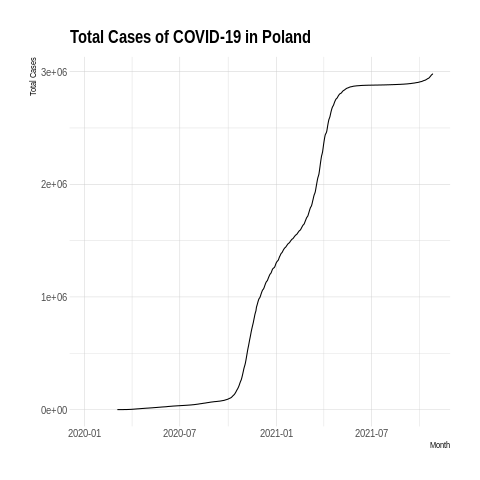 Total Cases of COVID-19 in Poland
Total Cases
3e+06
2e+06
1e+06
0e+00
2020-01 2020-07 2021-01 2021-07
Month